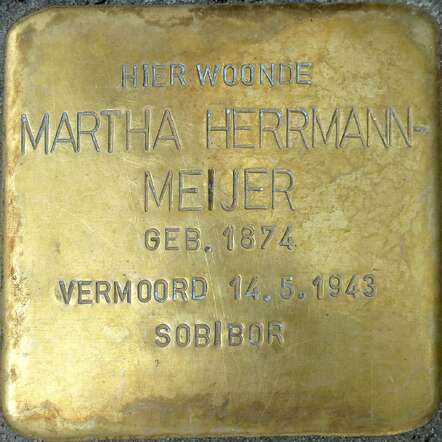 HIER WOONDE
MARTHA HERRMANN-
MEIJER
GEB. 1874
VERMOORD 14.5.1943
SOBIBOR